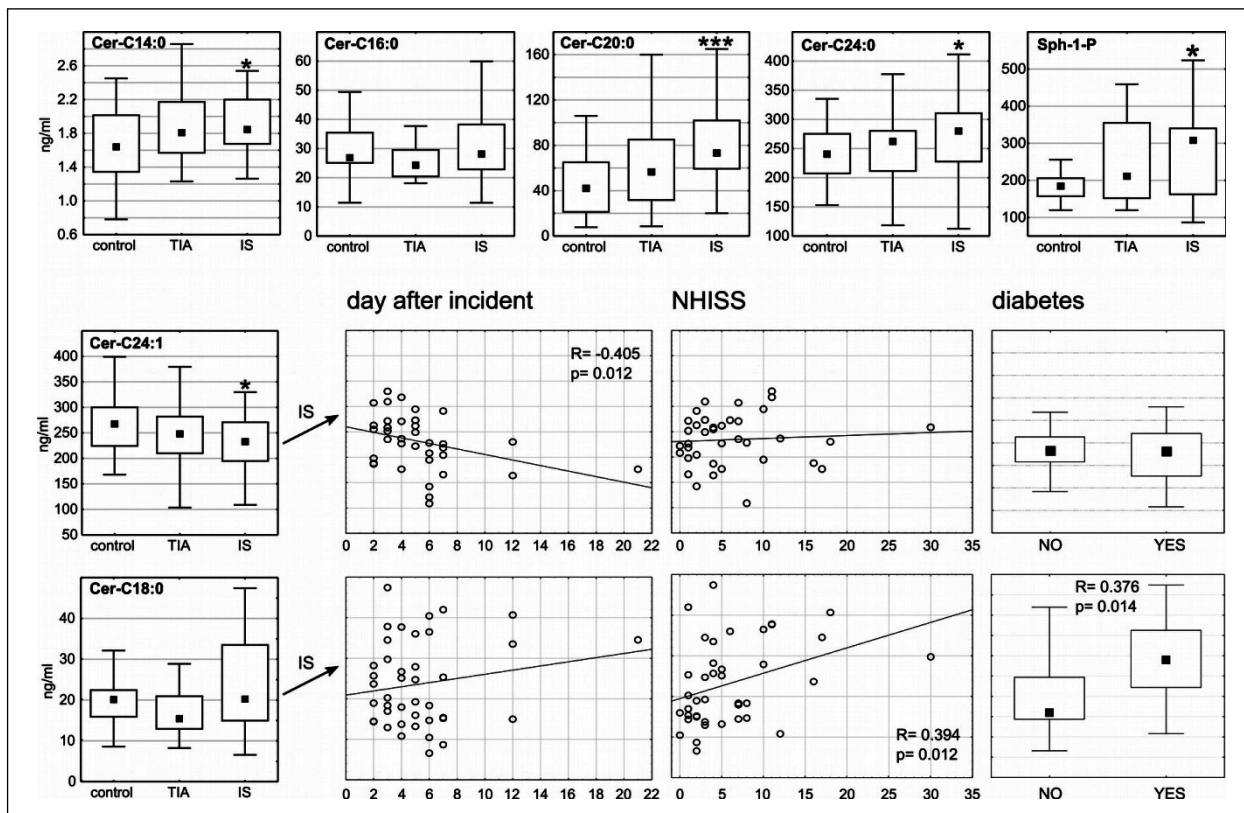 Cer-C14:0
2.6
2.2
1.8
1.4
1.0
0.6
ng/ml
*
control TIA IS
Cer-C16:0
60
50
40
30
20
10
0
control TIA IS
Cer-C20:0
160
120
80
40
0
***
control TIA IS
Cer-C24:0
400
350
300
250
200
150
100
*
control TIA IS
Sph-1-P
500
400
300
200
100
*
control TIA IS
day after incident
NHISS
diabetes
Cer-C24:1
400
350
300
250
200
150
100
50
ng/ml
*
control TIA IS
IS
R= -0.405
p= 0.012
0 2 4 6 8 10 12 14 16 18 20 22
0 5 10 15 20 25 30 35
NO YES
Cer-C18:0
40
30
20
10
0
ng/ml
control TIA IS
IS
0 2 4 6 8 10 12 14 16 18 20 22
R= 0.394
p= 0.012
0 5 10 15 20 25 30 35
R= 0.376
p= 0.014
NO YES